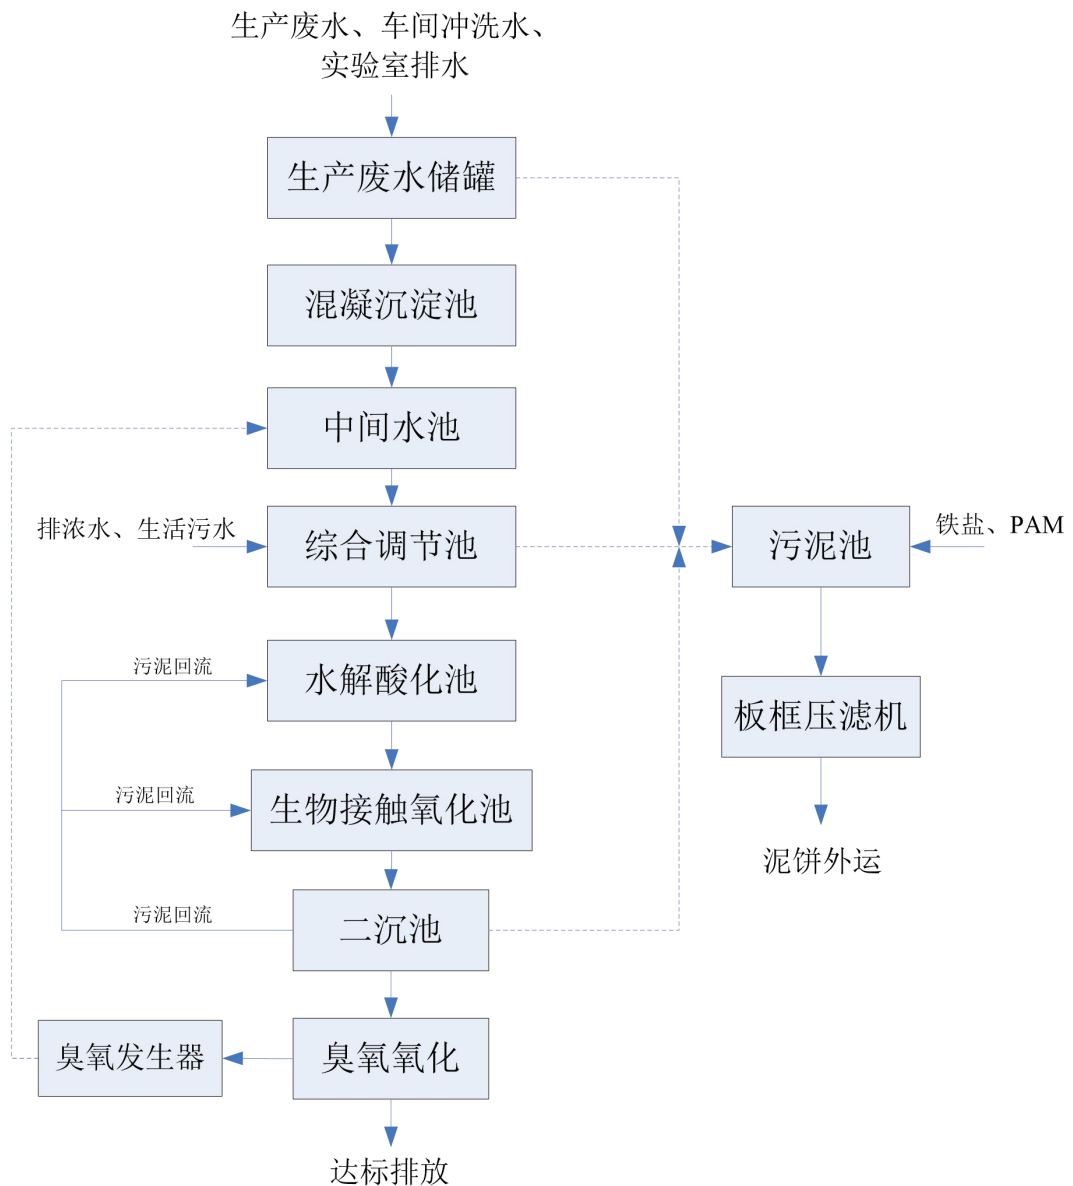 生产废水、车间冲洗水、
实验室排水
生产废水储罐
混凝沉淀池
中间水池
排浓水、生活污水
综合调节池
污泥池
铁盐、PAM
污泥回流
水解酸化池
板框压滤机
污泥回流
生物接触氧化池
泥饼外运
污泥回流
二沉池
臭氧发生器
臭氧氧化
达标排放